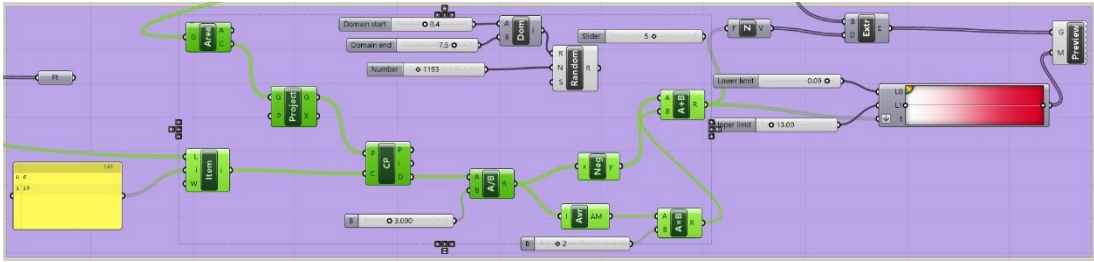 G Area A C
Domain start 0.4
Domain end 7.5
A B Dom I
Number 1193
R N S Random R
Slider 5
F Z V
B D Extr E
G M Preview
Pt
G P Project G X
Lower limit 0.09
Upper limit 13.00
L0 L1 t
A B A+B R
L i W Item i
0 6
1 10
P C CP P i D
A B A/B R
x Neg y
B 3.000
I Avr AM
A B A×B R
B 2